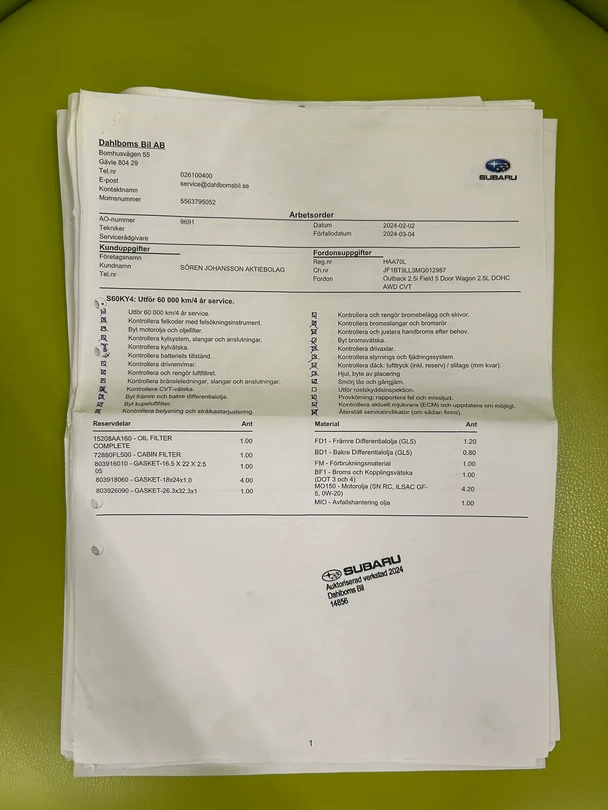 Dahlboms Bil AB
Bomhusvägen 55
Gävle 804 29
Tel.nr 026100400
E-post service@dahlbomsbil.se
Kontaktnamn
Momsnummer 5563795052
SUBARU
Arbetsorder
AO-nummer 9691
Tekniker
Servicerådgivare
Datum 2024-02-02
Förfallodatum 2024-03-04
Kunduppgifter
Företagsnamn
Kundnamn SÖREN JOHANSSON AKTIEBOLAG
Tel.nr
Fordonsuppgifter
Reg.nr HAA70L
Ch.nr JF1BT9LL3MG012987
Fordon Outback 2.5i Field 5 Door Wagon 2.5L DOHC
AWD CVT
S60KY4: Utför 60 000 km/4 år service.
Utför 60 000 km/4 år service.
Kontrollera felkoder med felsökningsinstrument.
Byt motorolja och oljefilter.
Kontrollera kylsystem, slangar och anslutningar.
Kontrollera kylvätska.
Kontrollera batteriets tillstånd.
Kontrollera drivrem/mar.
Kontrollera och rengör luftfiltret.
Kontrollera bränsleledningar, slangar och anslutningar.
Kontrollera CVT-vätska.
Byt främre och bakre differentialolja.
Byt kupeluftfilter.
Kontrollera belysning och strålkastarjustering.
Kontrollera och rengör bromsbelägg och skivor.
Kontrollera bromsslangar och bromsrör
Kontrollera och justera handbroms efter behov.
Byt bromsvätska.
Kontrollera drivaxlar.
Kontrollera styrnings och fjädringssystem.
Kontrollera däck: lufttryck (inkl. reserv) / slitage (mm kvar).
Hjul, byte av placering
Smörj lås och gångjärn.
Utför rostskyddsinspektion.
Provkörning: rapportera fel och missljud.
Kontrollera aktuell mjukvara (ECM) och uppdatera om möjligt.
Återställ serviceindikator (om sådan finns).
Reservdelar Ant
15208AA160 - OIL FILTER
COMPLETE 1.00
72880FL500 - CABIN FILTER 1.00
803916010 - GASKET-16.5 X 22 X 2.5
05 1.00
803918060 - GASKET-18x24x1.0 4.00
803926090 - GASKET-26.3x32.3x1 1.00
Material Ant
FD1 - Främre Differentialolja (GL5) 1.20
BD1 - Bakre Differentialolja (GL5) 0.80
FM - Förbrukningsmaterial 1.00
BF1 - Broms och Kopplingsvätska
(DOT 3 och 4) 1.00
MO150 - Motorolja (SN RC, ILSAC GF-
5, 0W-20) 4.20
MIO - Avfallshantering olja 1.00
SUBARU
Auktoriserad verkstad 2024
Dahlboms Bil
14856
1